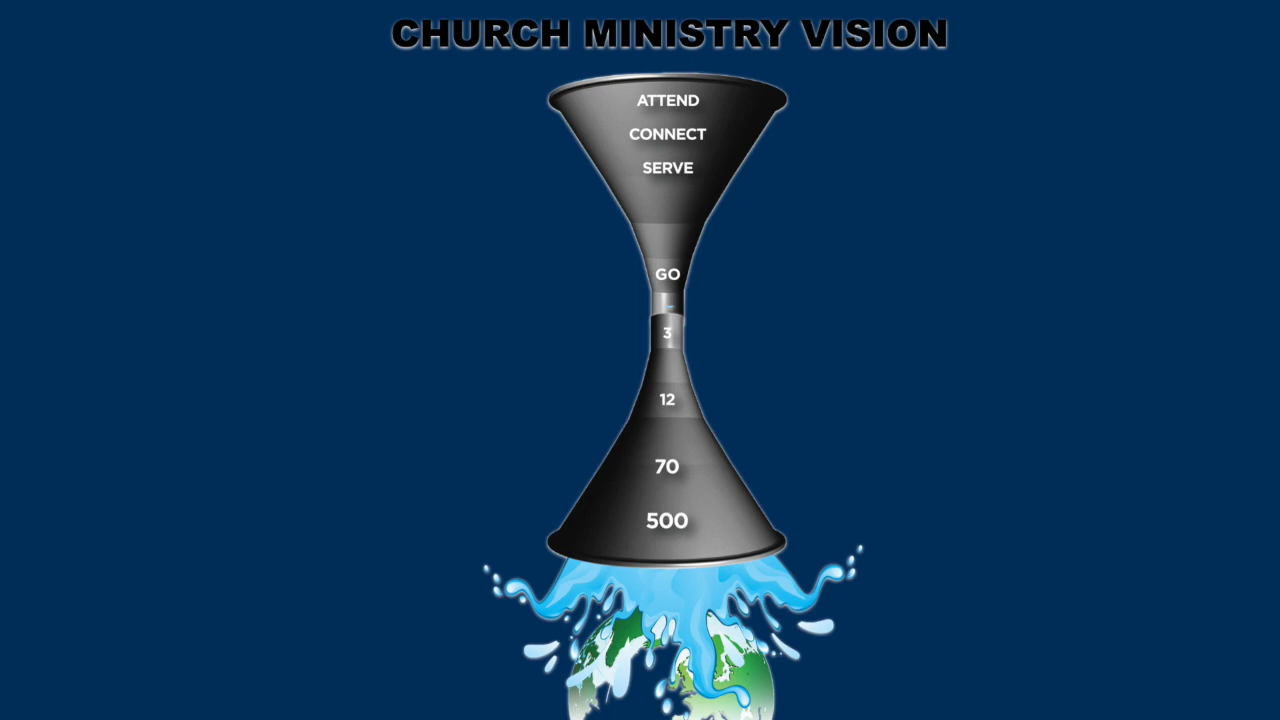 CHURCH MINISTRY VISION
ATTEND
CONNECT
SERVE
GO
3
12
70
500